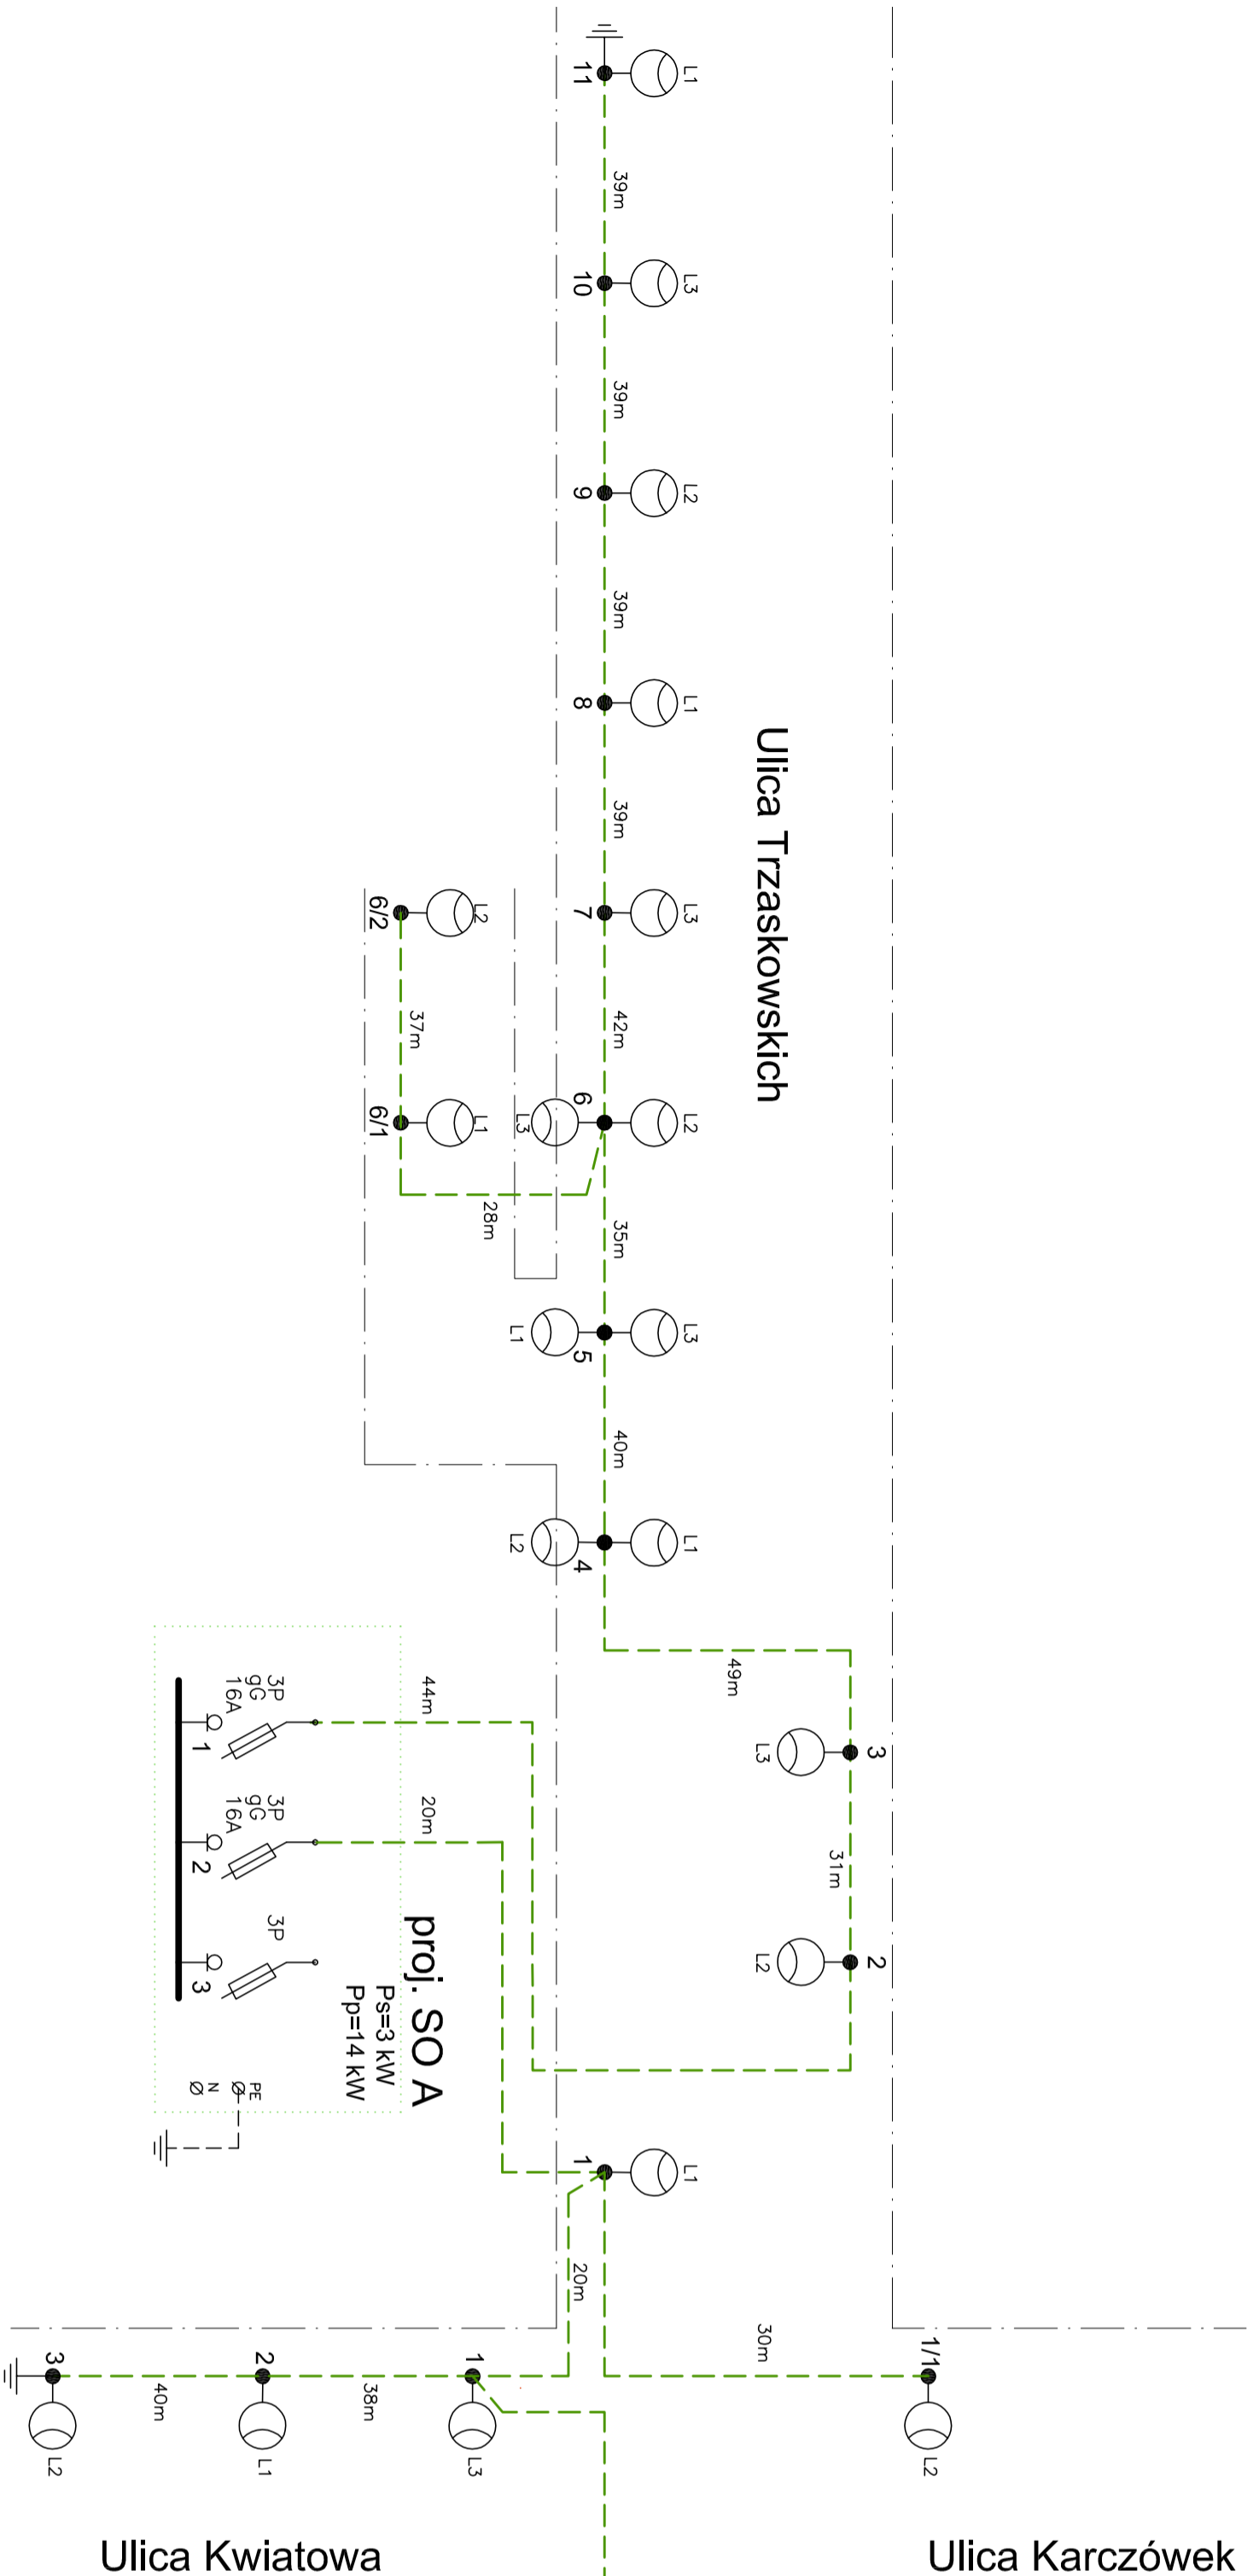 L1
11
39m
L3
10
39m
L2
9
39m
L1
8
Ulica Trzaskowskich
39m
L3
7
L2
6/2
42m
37m
L2
6
L3
L1
6/1
28m
35m
L3
L1
5
40m
L1
L2
4
49m
44m
3P
gG
16A
1
3
L3
20m
3P
gG
16A
2
31m
3P
3
2
L2
proj. SO A
Ps=3 kW
Pp=14 kW
PE
N
1
L1
20m
30m
1/1
L2
3
L2
40m
2
L1
38m
1
L3
Ulica Kwiatowa
Ulica Karczówek